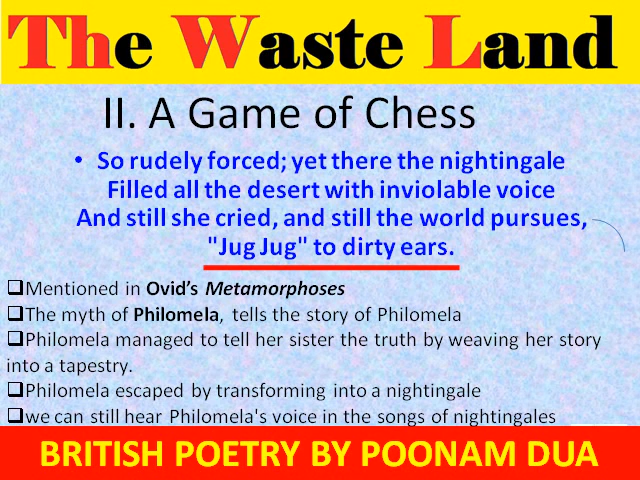 The Waste Land
II. A Game of Chess
• So rudely forced; yet there the nightingale
Filled all the desert with inviolable voice
And still she cried, and still the world pursues,
"Jug Jug" to dirty ears.
❑Mentioned in Ovid's Metamorphoses
❑The myth of Philomela, tells the story of Philomela
❑Philomela managed to tell her sister the truth by weaving her story
into a tapestry.
❑Philomela escaped by transforming into a nightingale
❑we can still hear Philomela's voice in the songs of nightingales
BRITISH POETRY BY POONAM DUA